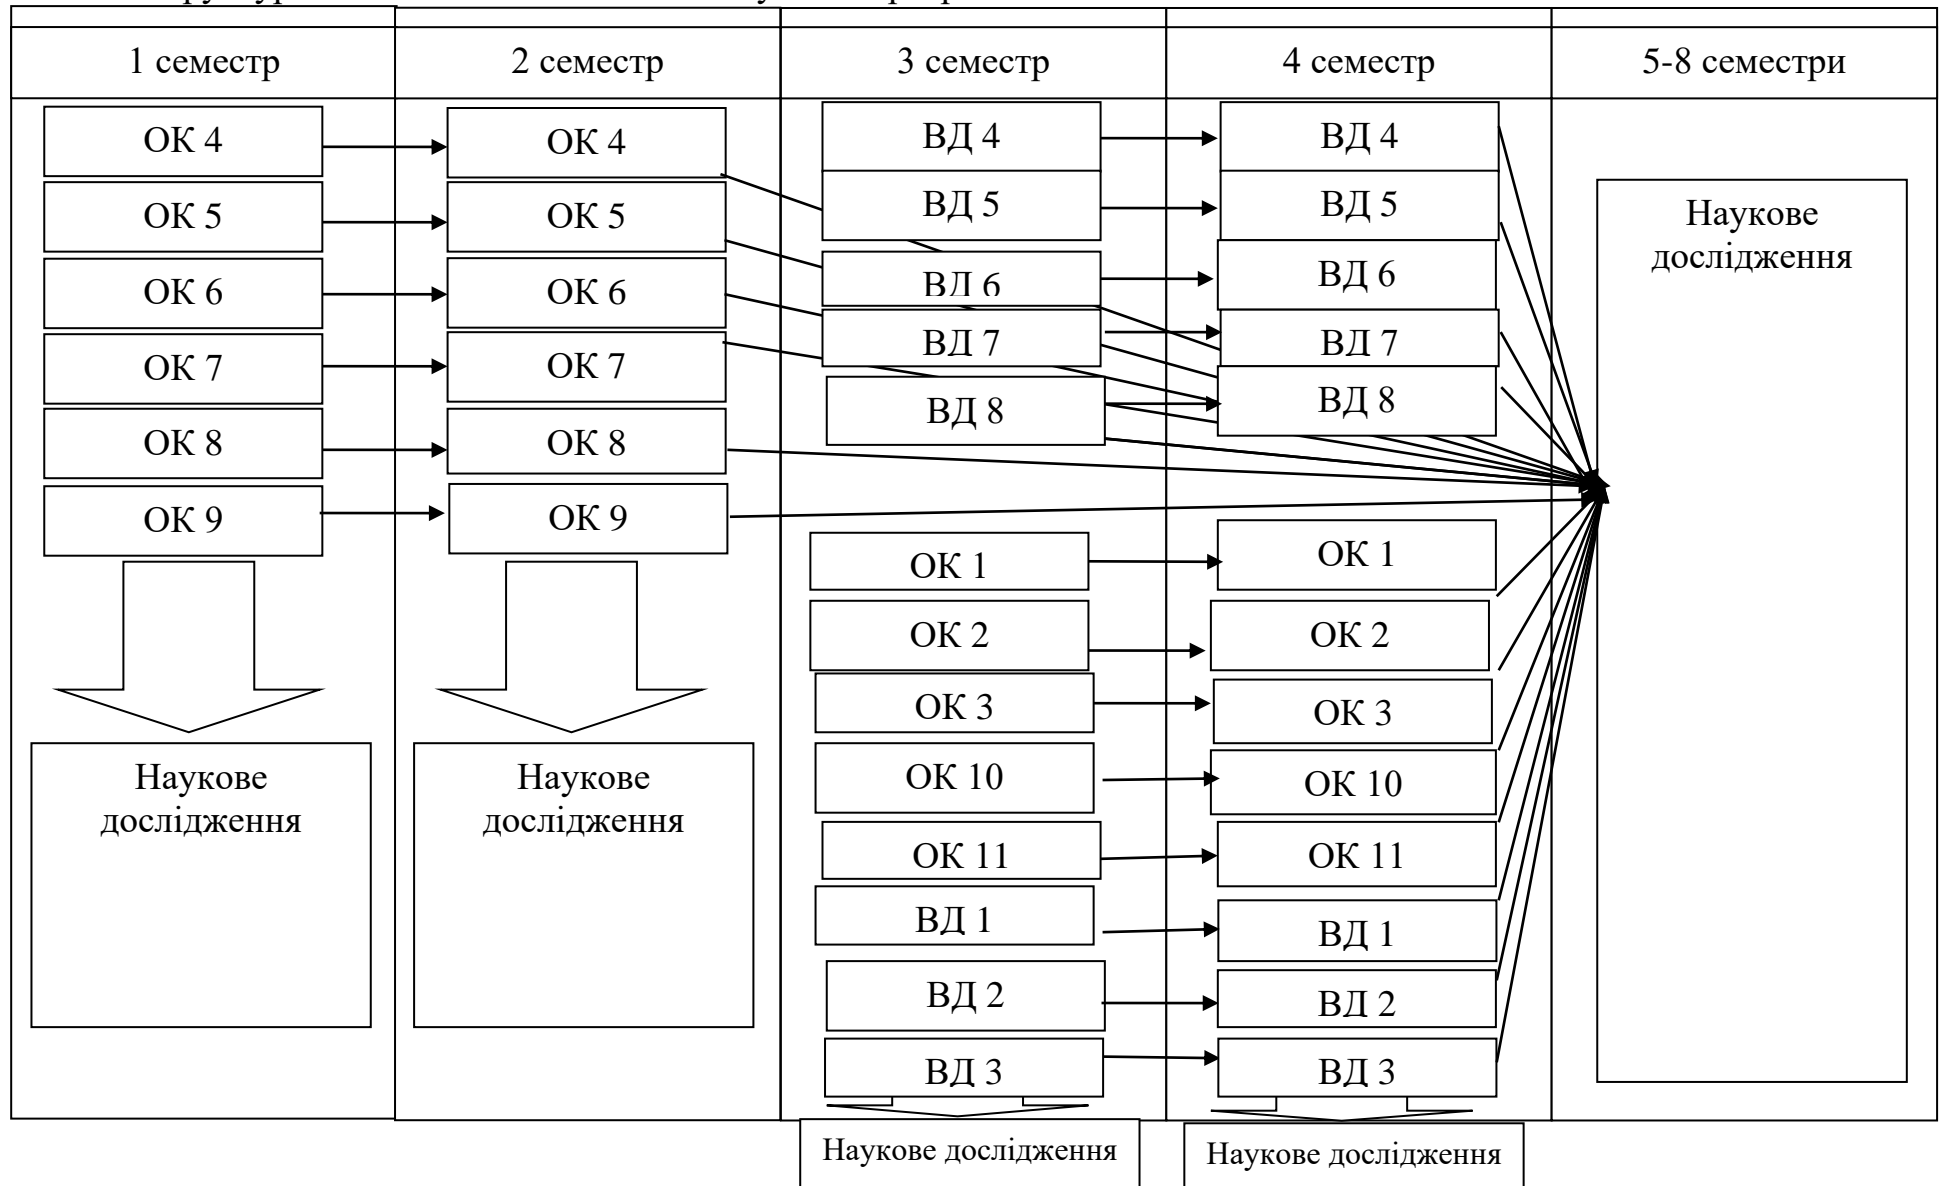 1 семестр
2 семестр
3 семестр
4 семестр
5-8 семестри
ОК 4
ОК 5
ОК 6
ОК 7
ОК 8
ОК 9
Наукове
дослідження
ОК 4
ОК 5
ОК 6
ОК 7
ОК 8
ОК 9
Наукове
дослідження
ВД 4
ВД 5
ВД 6
ВД 7
ВД 8
ОК 1
ОК 2
ОК 3
ОК 10
ОК 11
ВД 1
ВД 2
ВД 3
Наукове дослідження
ВД 4
ВД 5
ВД 6
ВД 7
ВД 8
ОК 1
ОК 2
ОК 3
ОК 10
ОК 11
ВД 1
ВД 2
ВД 3
Наукове дослідження
Наукове
дослідження